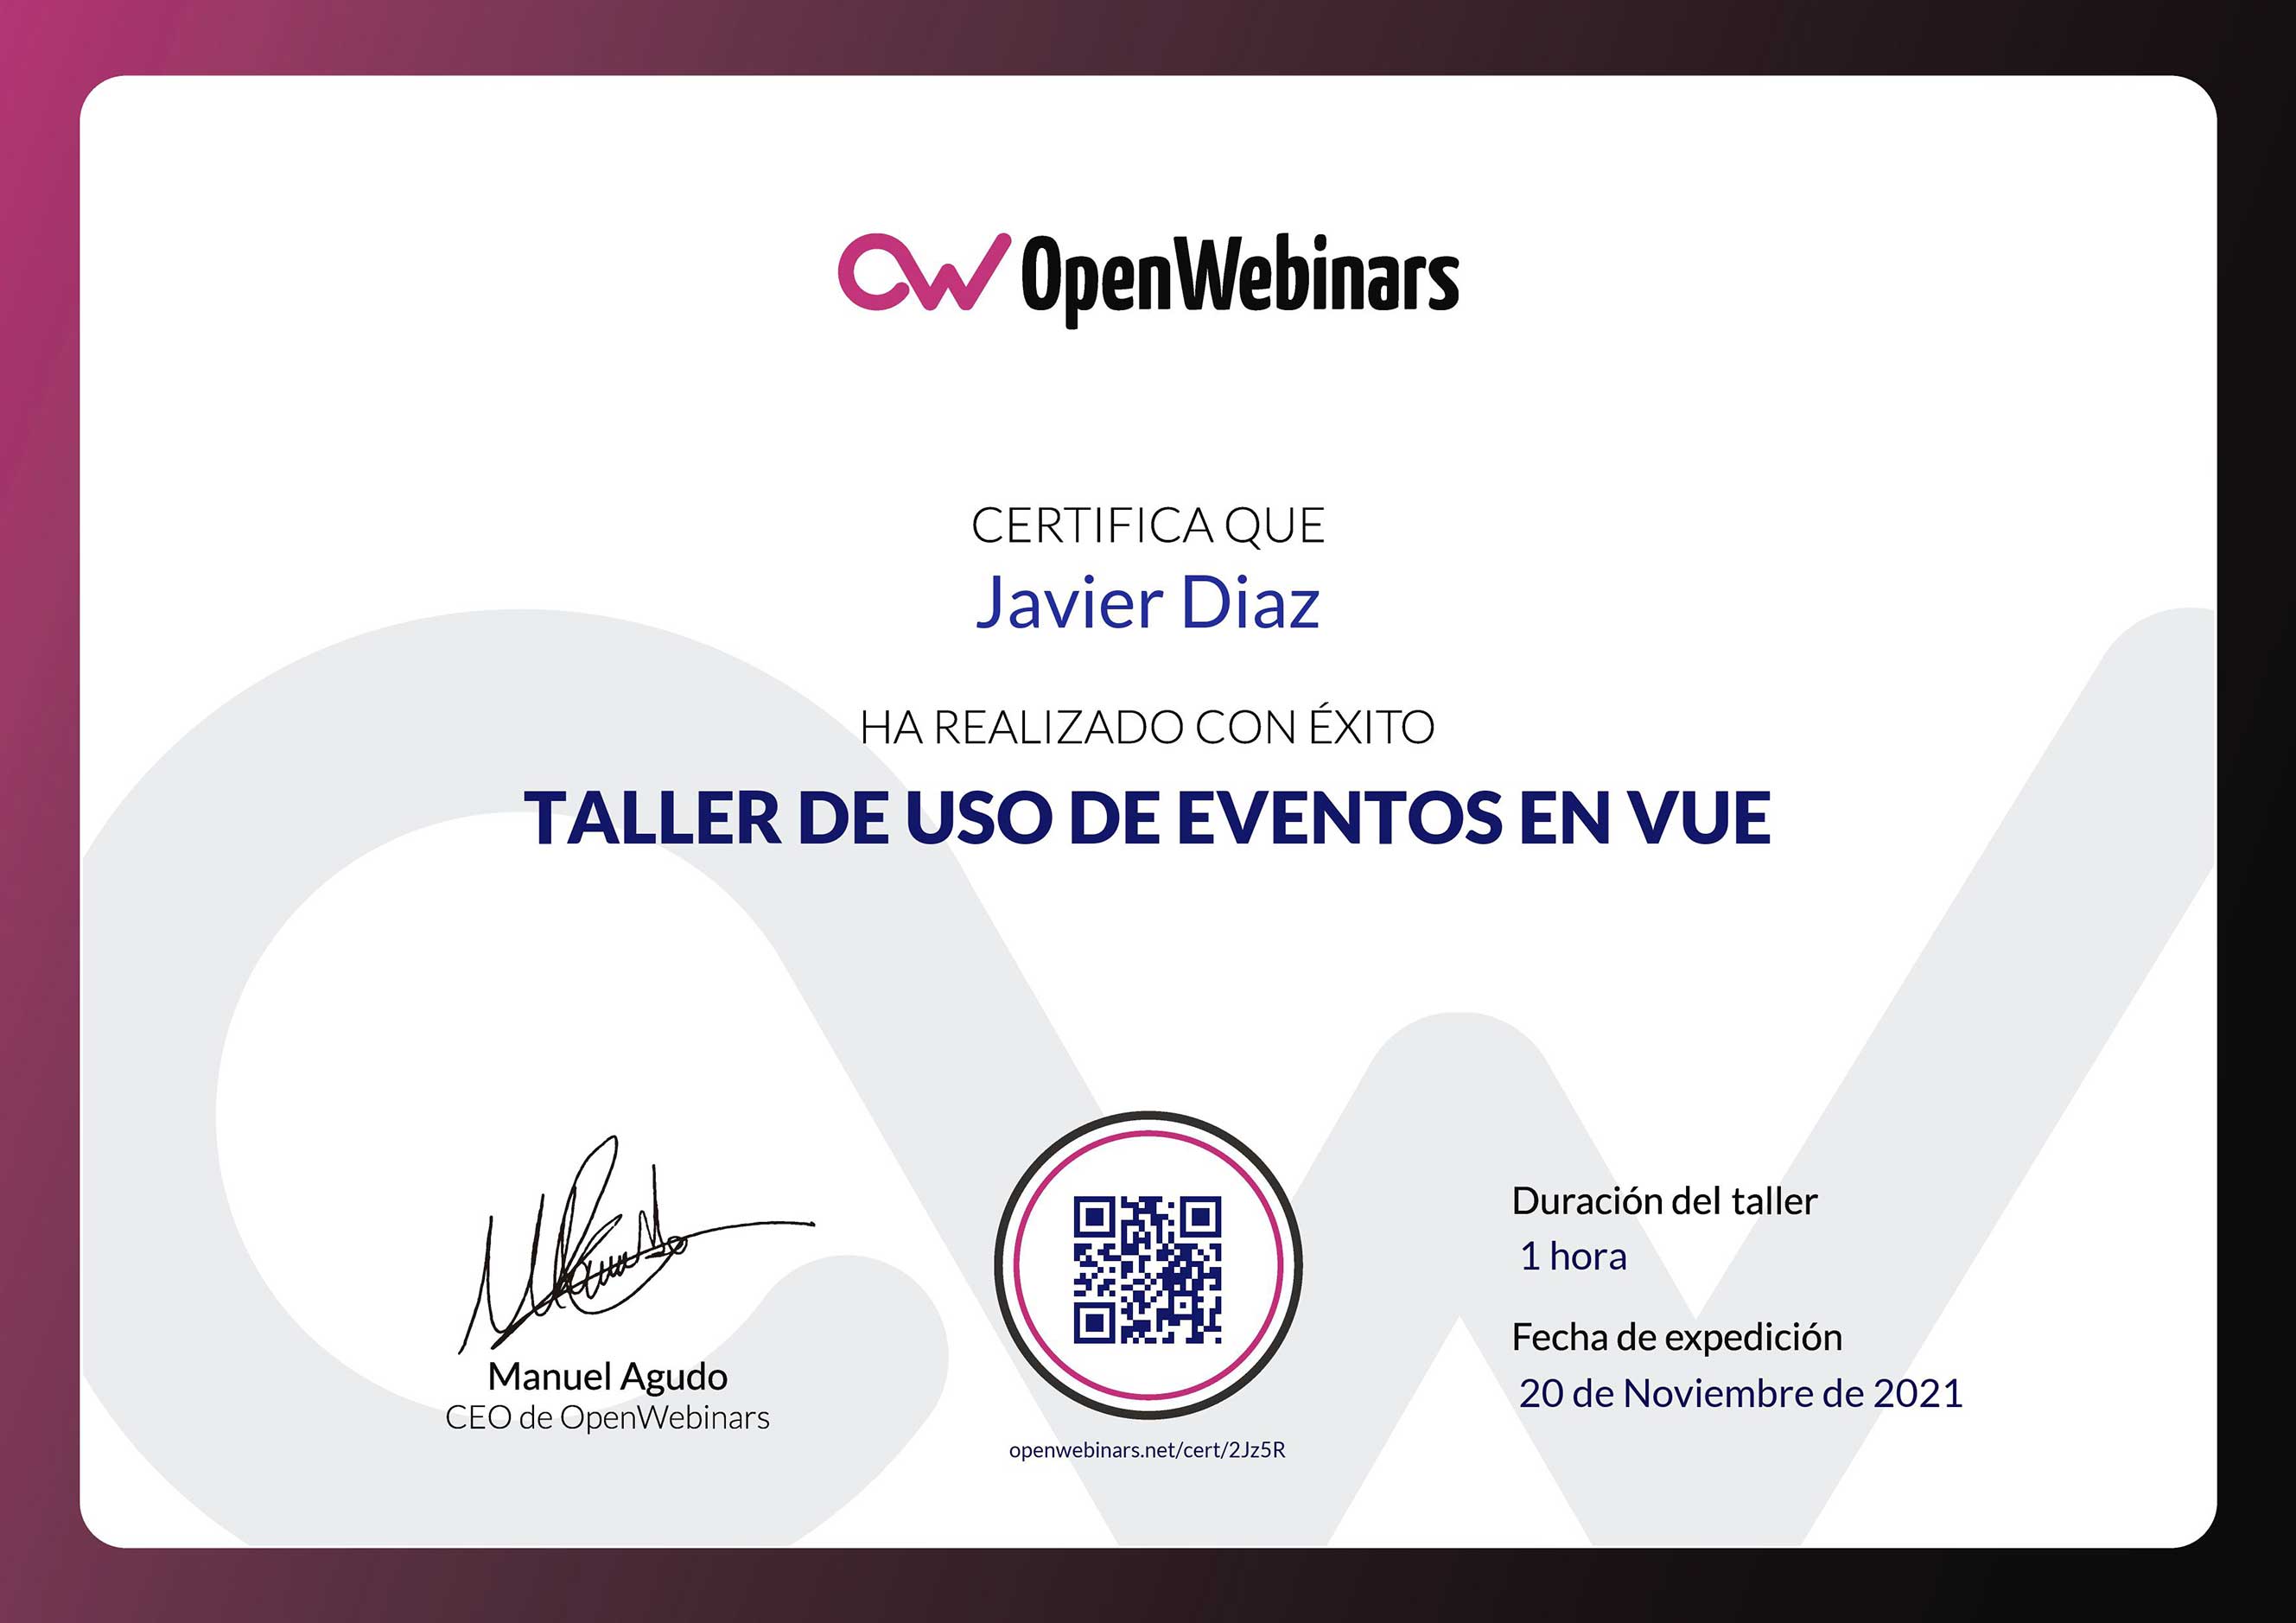 OpenWebinars
CERTIFICA QUE
Javier Diaz
HA REALIZADO CON ÉXITO
TALLER DE USO DE EVENTOS EN VUE
Manuel Agudo
CEO de OpenWebinars
openwebinars.net/cert/2Jz5R
Duración del taller
1 hora
Fecha de expedición
20 de Noviembre de 2021